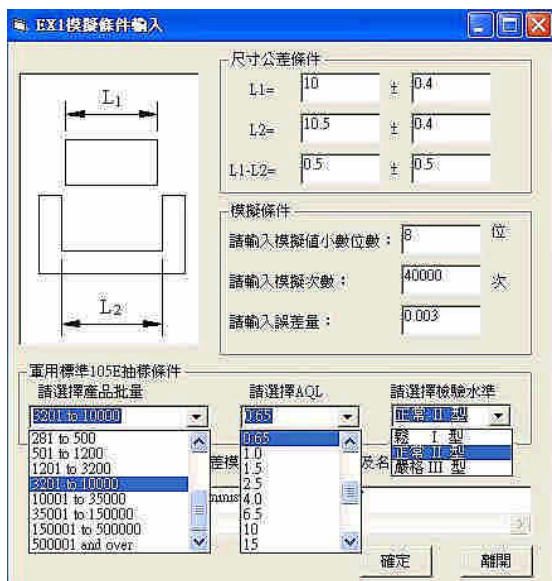 EX1模擬條件輸入
L1
L2
尺寸公差條件
L1= 10 ± 0.4
L2= 10.5 ± 0.4
L1-L2= 0.5 ± 0.5
模擬條件
請輸入模擬值小數位數： 8 位
請輸入模擬次數： 40000 次
請輸入誤差量： 0.003
軍用標準105E抽樣條件
請選擇產品批量
3201 to 10000
281 to 500
501 to 1200
1201 to 3200
3201 to 10000
10001 to 35000
35001 to 150000
150001 to 500000
500001 and over
請選擇AQL
0.65
0.65
1.0
1.5
2.5
4.0
6.5
10
15
請選擇檢驗水準
正常 II 型
鬆 I 型
正常 II 型
嚴格 III 型
差模
及名
確定
離開